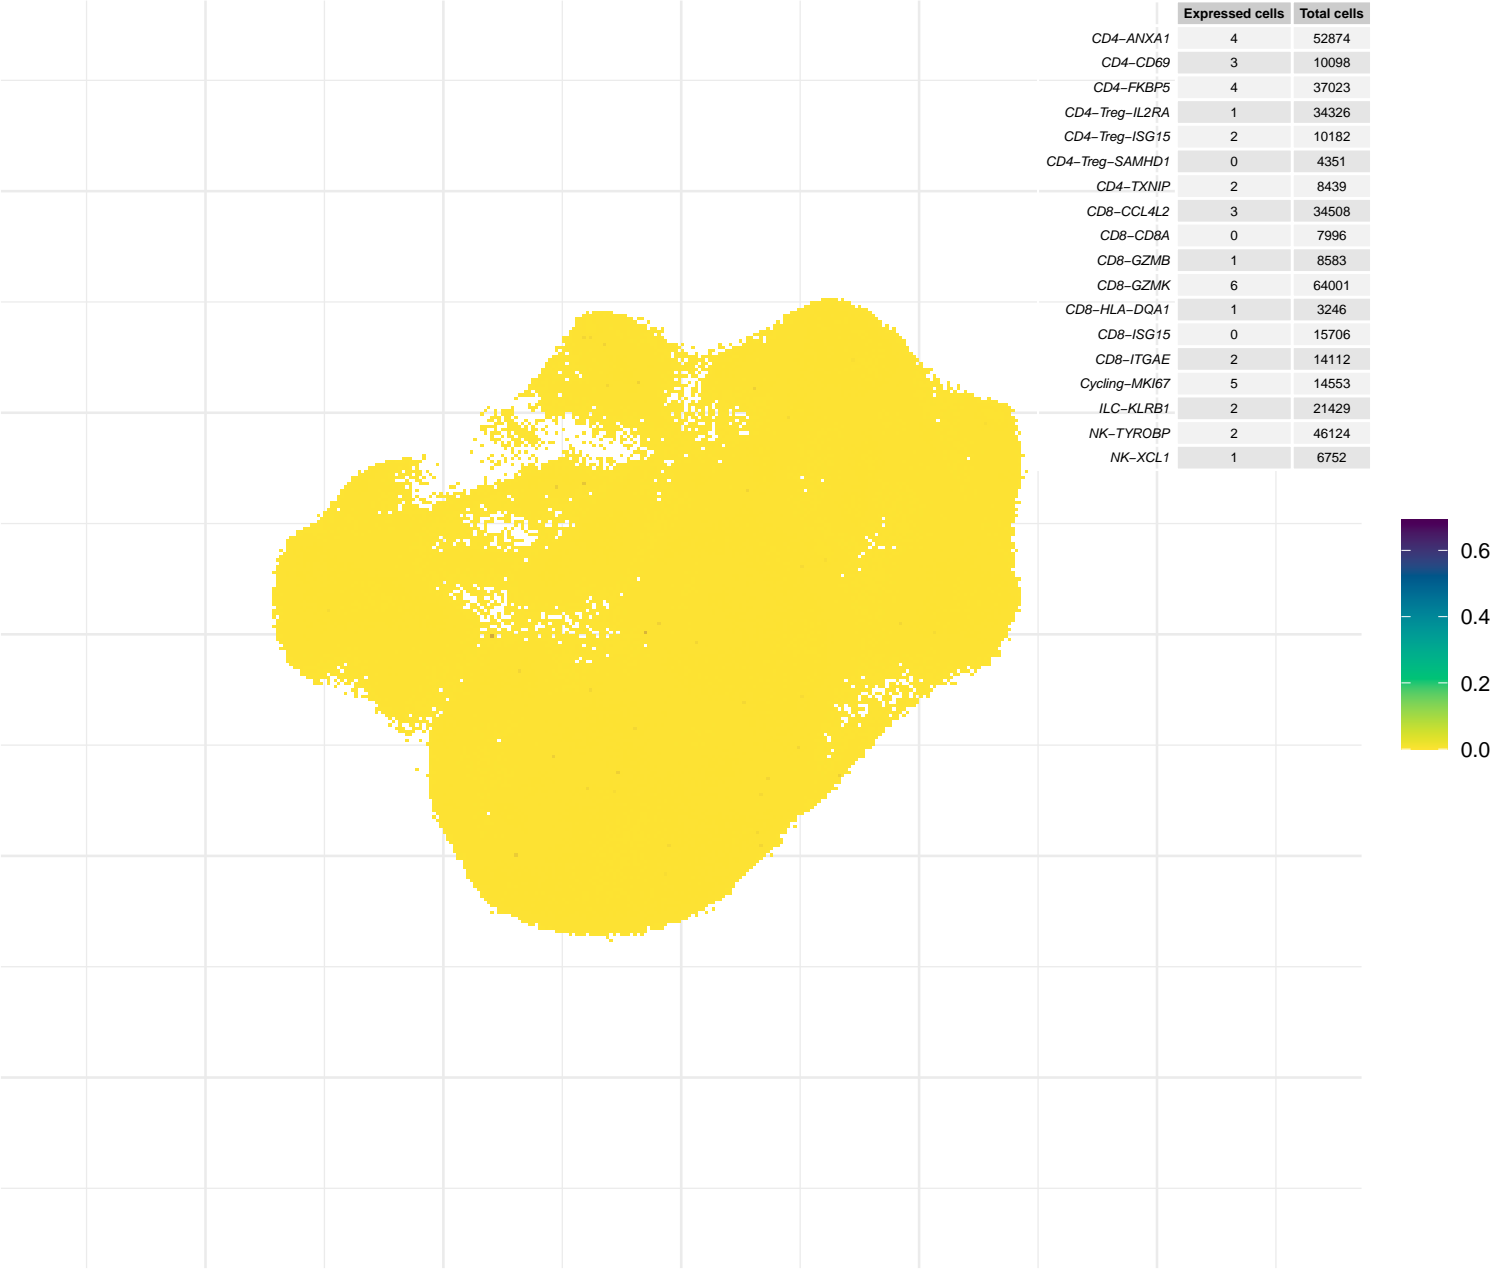 Expressed cells Total cells
CD4−ANXA1 4 52874
CD4−CD69 3 10098
CD4−FKBP5 4 37023
CD4−Treg−IL2RA 1 34326
CD4−Treg−ISG15 2 10182
CD4−Treg−SAMHD1 0 4351
CD4−TXNIP 2 8439
CD8−CCL4L2 3 34508
CD8−CD8A 0 7996
CD8−GZMB 1 8583
CD8−GZMK 6 64001
CD8−HLA−DQA1 1 3246
CD8−ISG15 0 15706
CD8−ITGAE 2 14112
Cycling−MKI67 5 14553
ILC−KLRB1 2 21429
NK−TYROBP 2 46124
NK−XCL1 1 6752
0.6
0.4
0.2
0.0